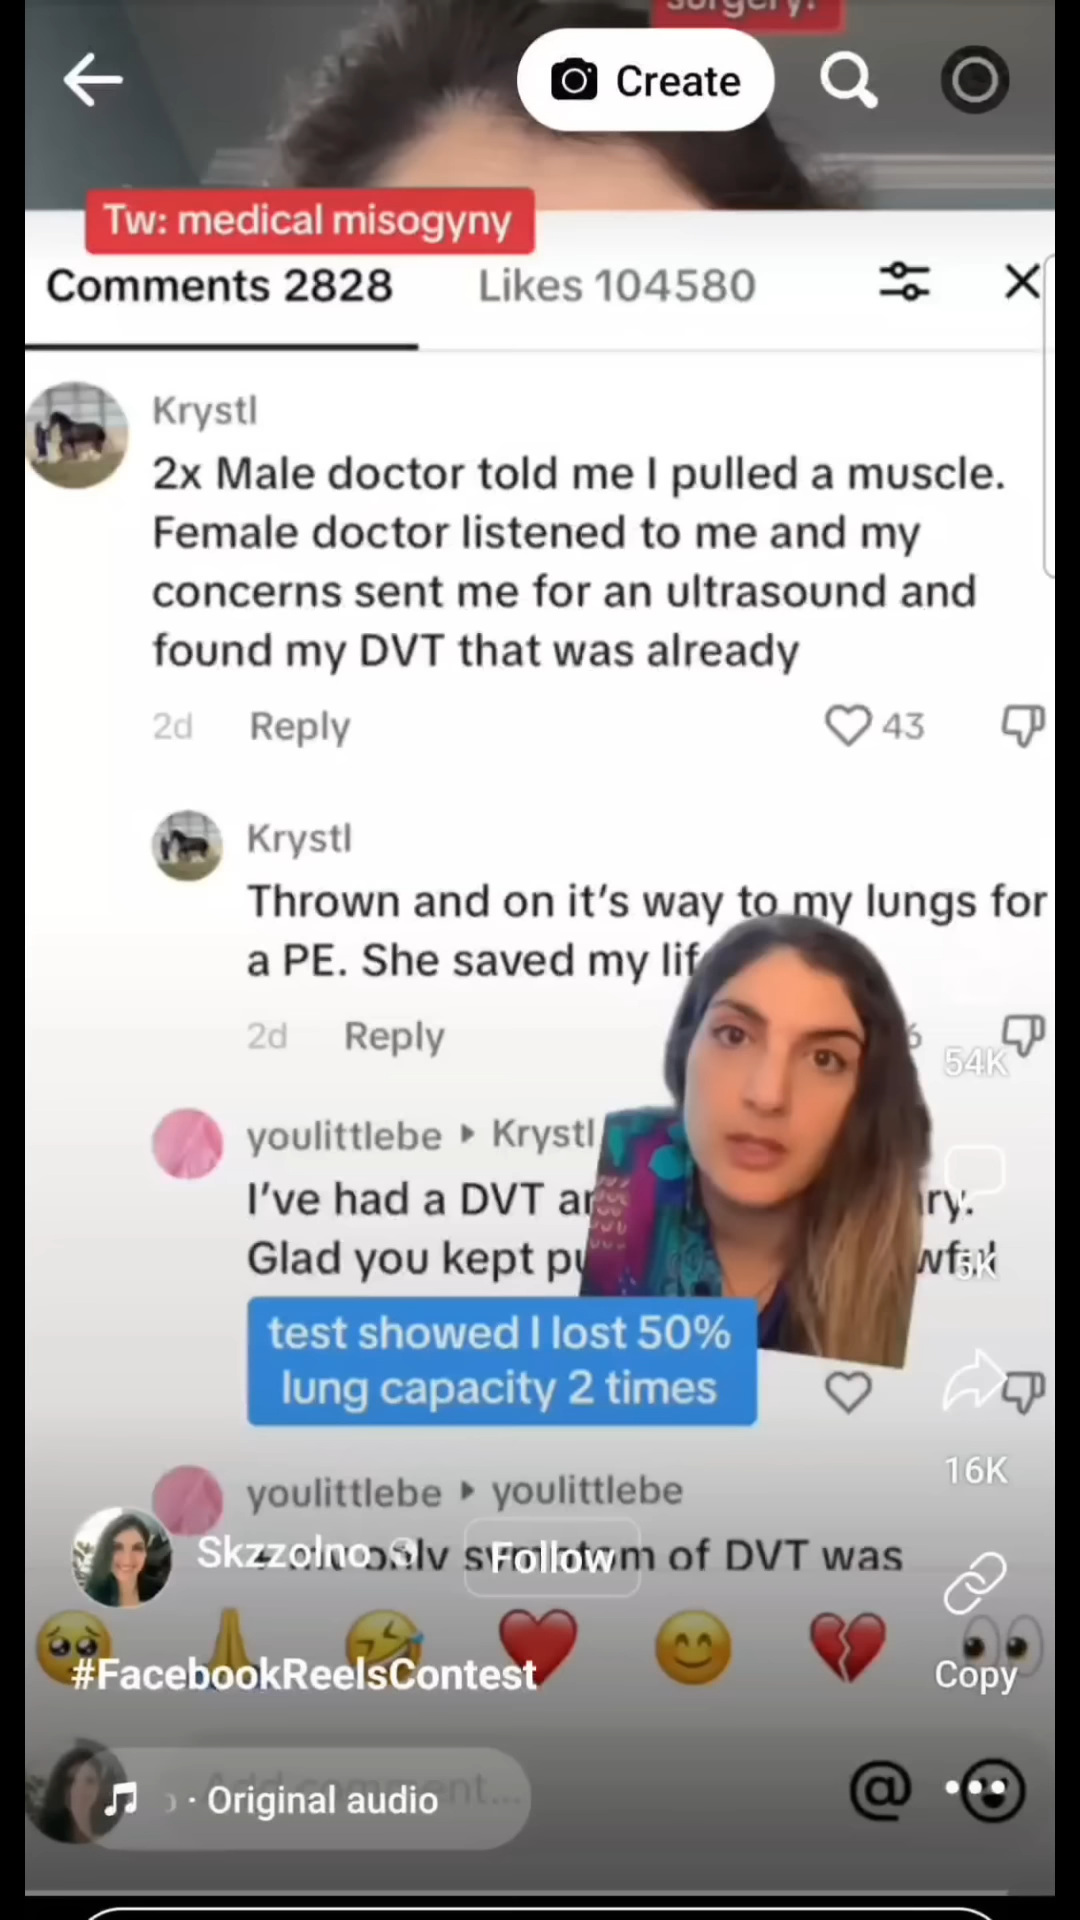 surgery.
Create
Tw: medical misogyny
Comments 2828
Likes 104580
Krystl
2x Male doctor told me I pulled a muscle.
Female doctor listened to me and my
concerns sent me for an ultrasound and
found my DVT that was already
2d Reply 43
Krystl
Thrown and on it's way to my lungs for
a PE. She saved my
2d Reply
54K
youlittlebe ▸ Krystl
I've had a DVT
Glad you kept
5K
test showed I lost 50%
lung capacity 2 times
16K
youlittlebe ▸ youlittlebe
Skzzolno Follow
of DVT was
#FacebookReelsContest
Copy
· Original audio
@